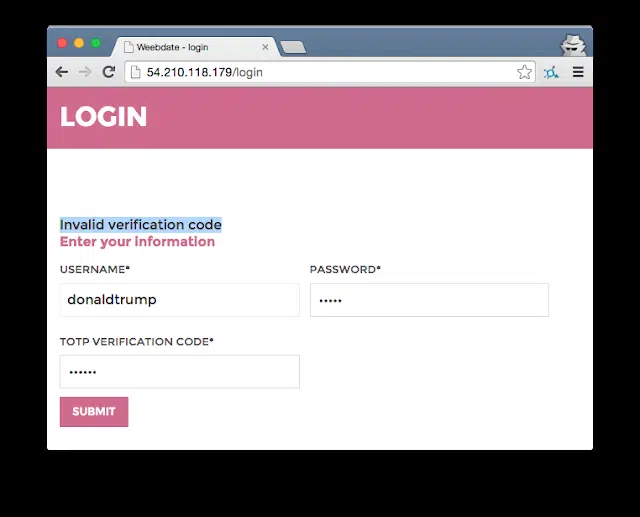 Weebdate - login
54.210.118.179/login
LOGIN
Invalid verification code
Enter your information
USERNAME* PASSWORD*
donaldtrump •••••
TOTP VERIFICATION CODE*
••••••
SUBMIT